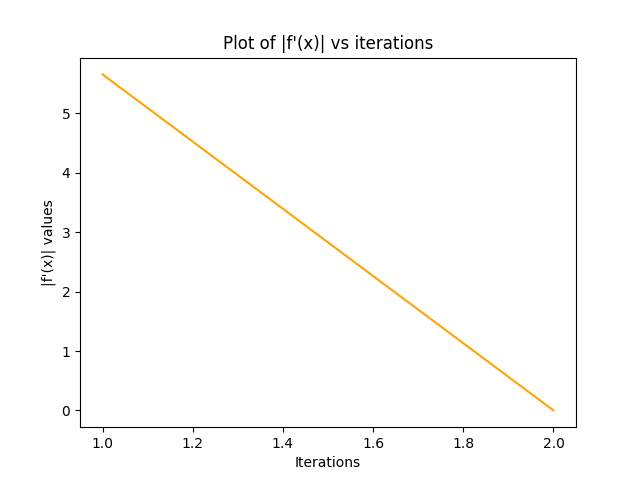 Plot of |f'(x)| vs iterations
|f'(x)| values
5
4
3
2
1
0
1.0 1.2 1.4 1.6 1.8 2.0
Iterations